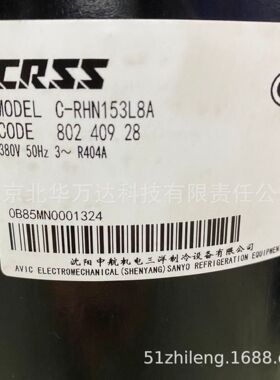 CRSS
MODEL C-RHN153L8A
CODE 802 409 28
380V 50Hz 3～ R404A
京北华万达科技有限责任公
OB85MN0001324
沈阳中航机电三洋制冷设备有限公司
AVIC ELECTROMECHANICAL(SHENYANG)SANYO REFRIGERATION EQUIPMEN
51zhileng.1688.c